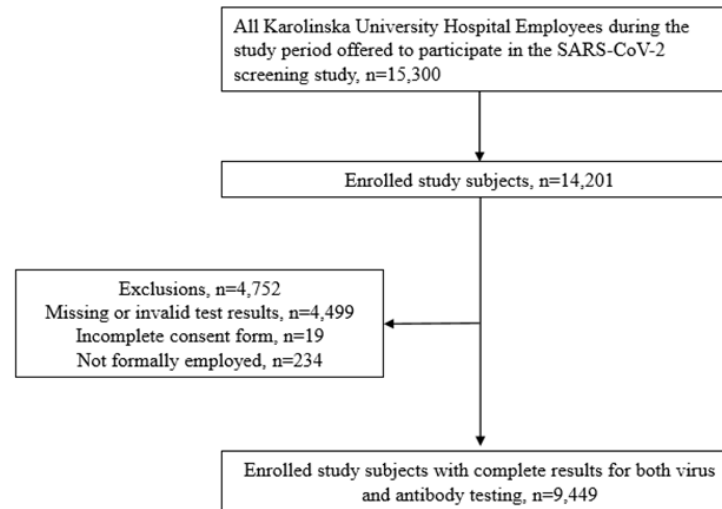 All Karolinska University Hospital Employees during the
study period offered to participate in the SARS-CoV-2
screening study, n=15,300
Enrolled study subjects, n=14,201
Exclusions, n=4,752
Missing or invalid test results, n=4,499
Incomplete consent form, n=19
Not formally employed, n=234
Enrolled study subjects with complete results for both virus
and antibody testing, n=9,449